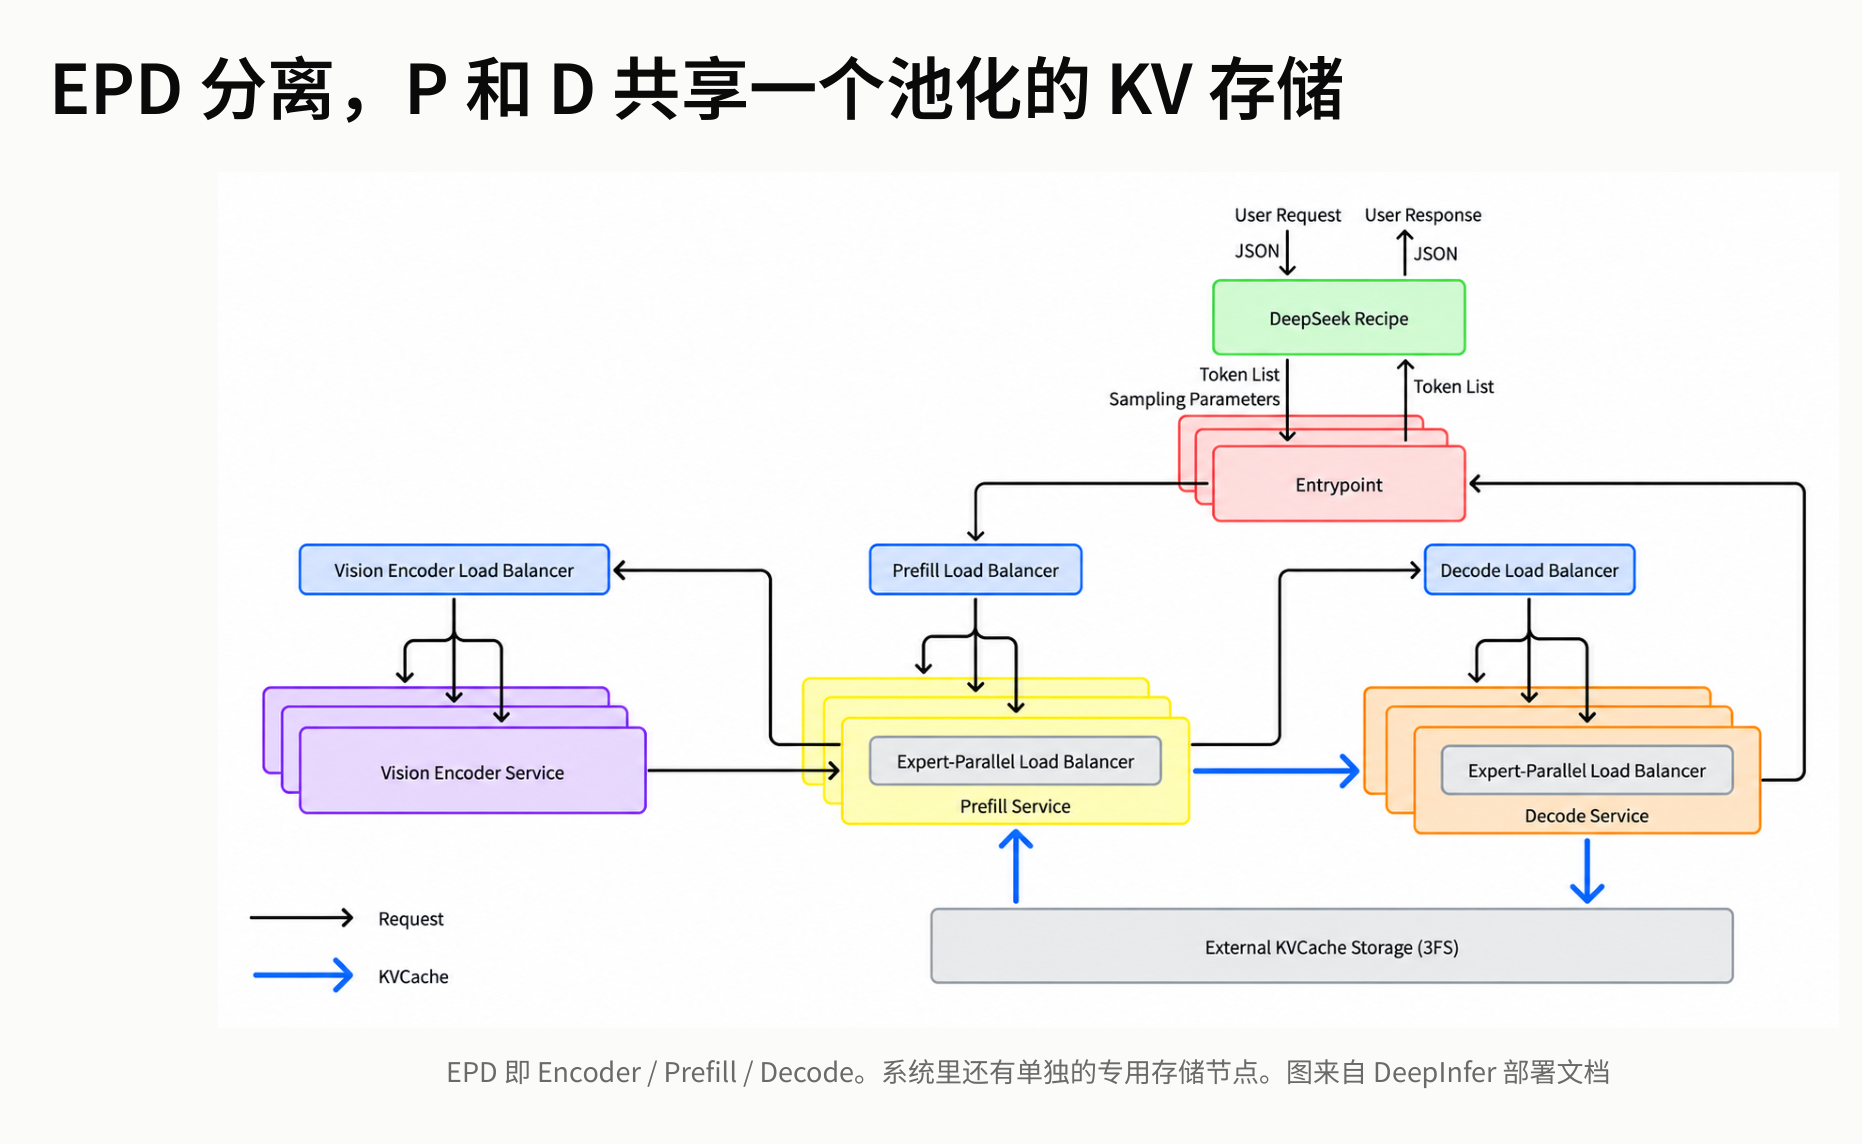 EPD 分离，P 和 D 共享一个池化的 KV 存储
User Request
User Response
JSON
JSON
DeepSeek Recipe
Token List
Sampling Parameters
Token List
Entrypoint
Vision Encoder Load Balancer
Prefill Load Balancer
Decode Load Balancer
Vision Encoder Service
Expert-Parallel Load Balancer
Prefill Service
Expert-Parallel Load Balancer
Decode Service
Request
KVCache
External KVCache Storage (3FS)
EPD 即 Encoder / Prefill / Decode。系统里还有单独的专用存储节点。图来自 DeepInfer 部署文档